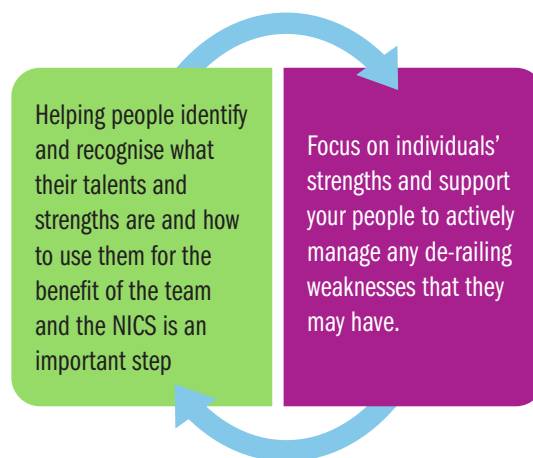 Helping people identify
and recognise what
their talents and
strengths are and how
to use them for the
benefit of the team
and the NICS is an
important step
Focus on individuals’
strengths and support
your people to actively
manage any de-railing
weaknesses that they
may have.